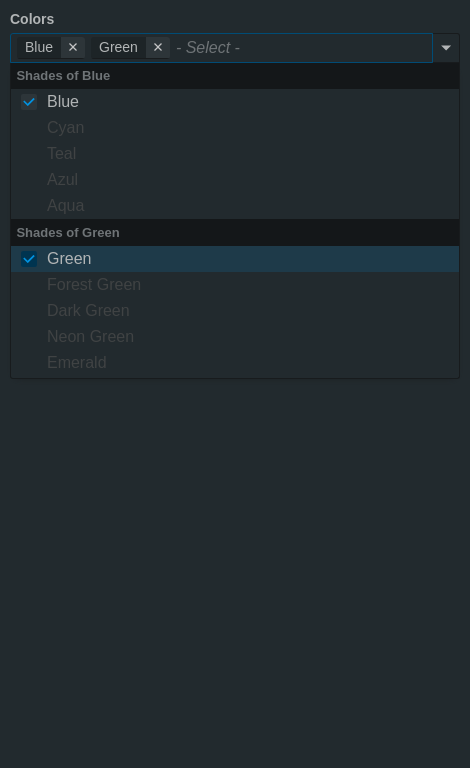 Colors
Blue ✕ Green ✕ - Select -
Shades of Blue
Blue
Cyan
Teal
Azul
Aqua
Shades of Green
Green
Forest Green
Dark Green
Neon Green
Emerald